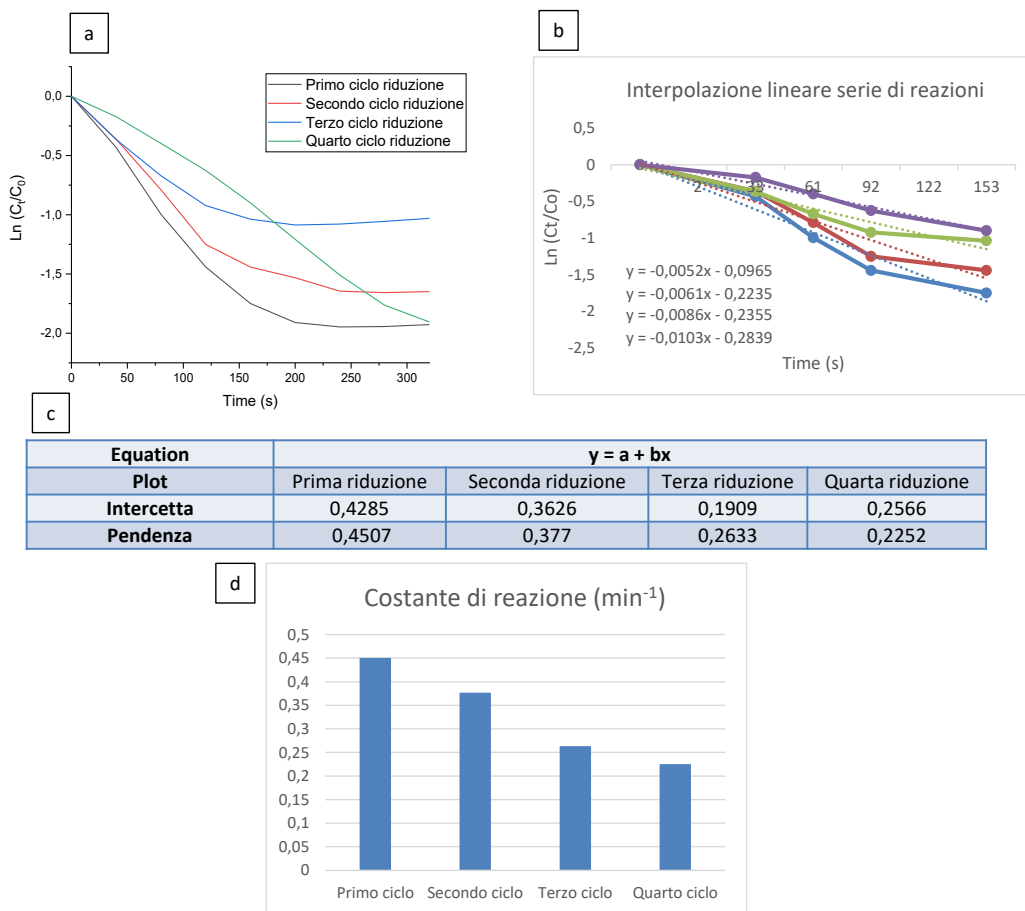 a
0,0
-0,5
-1,0
-1,5
-2,0
Ln (Ct/C0)
0 50 100 150 200 250 300
Time (s)
Primo ciclo riduzione
Secondo ciclo riduzione
Terzo ciclo riduzione
Quarto ciclo riduzione
b
Interpolazione lineare serie di reazioni
0,5
0
-0,5
-1
-1,5
-2
-2,5
Ln (Ct/Co)
2 33 61 92 122 153
y = -0,0052x - 0,0965
y = -0,0061x - 0,2235
y = -0,0086x - 0,2355
y = -0,0103x - 0,2839
Time (s)
c
Equation y = a + bx
Plot Prima riduzione Seconda riduzione Terza riduzione Quarta riduzione
Intercetta 0,4285 0,3626 0,1909 0,2566
Pendenza 0,4507 0,377 0,2633 0,2252
d
Costante di reazione (min-1)
0,5
0,45
0,4
0,35
0,3
0,25
0,2
0,15
0,1
0,05
0
Primo ciclo Secondo ciclo Terzo ciclo Quarto ciclo